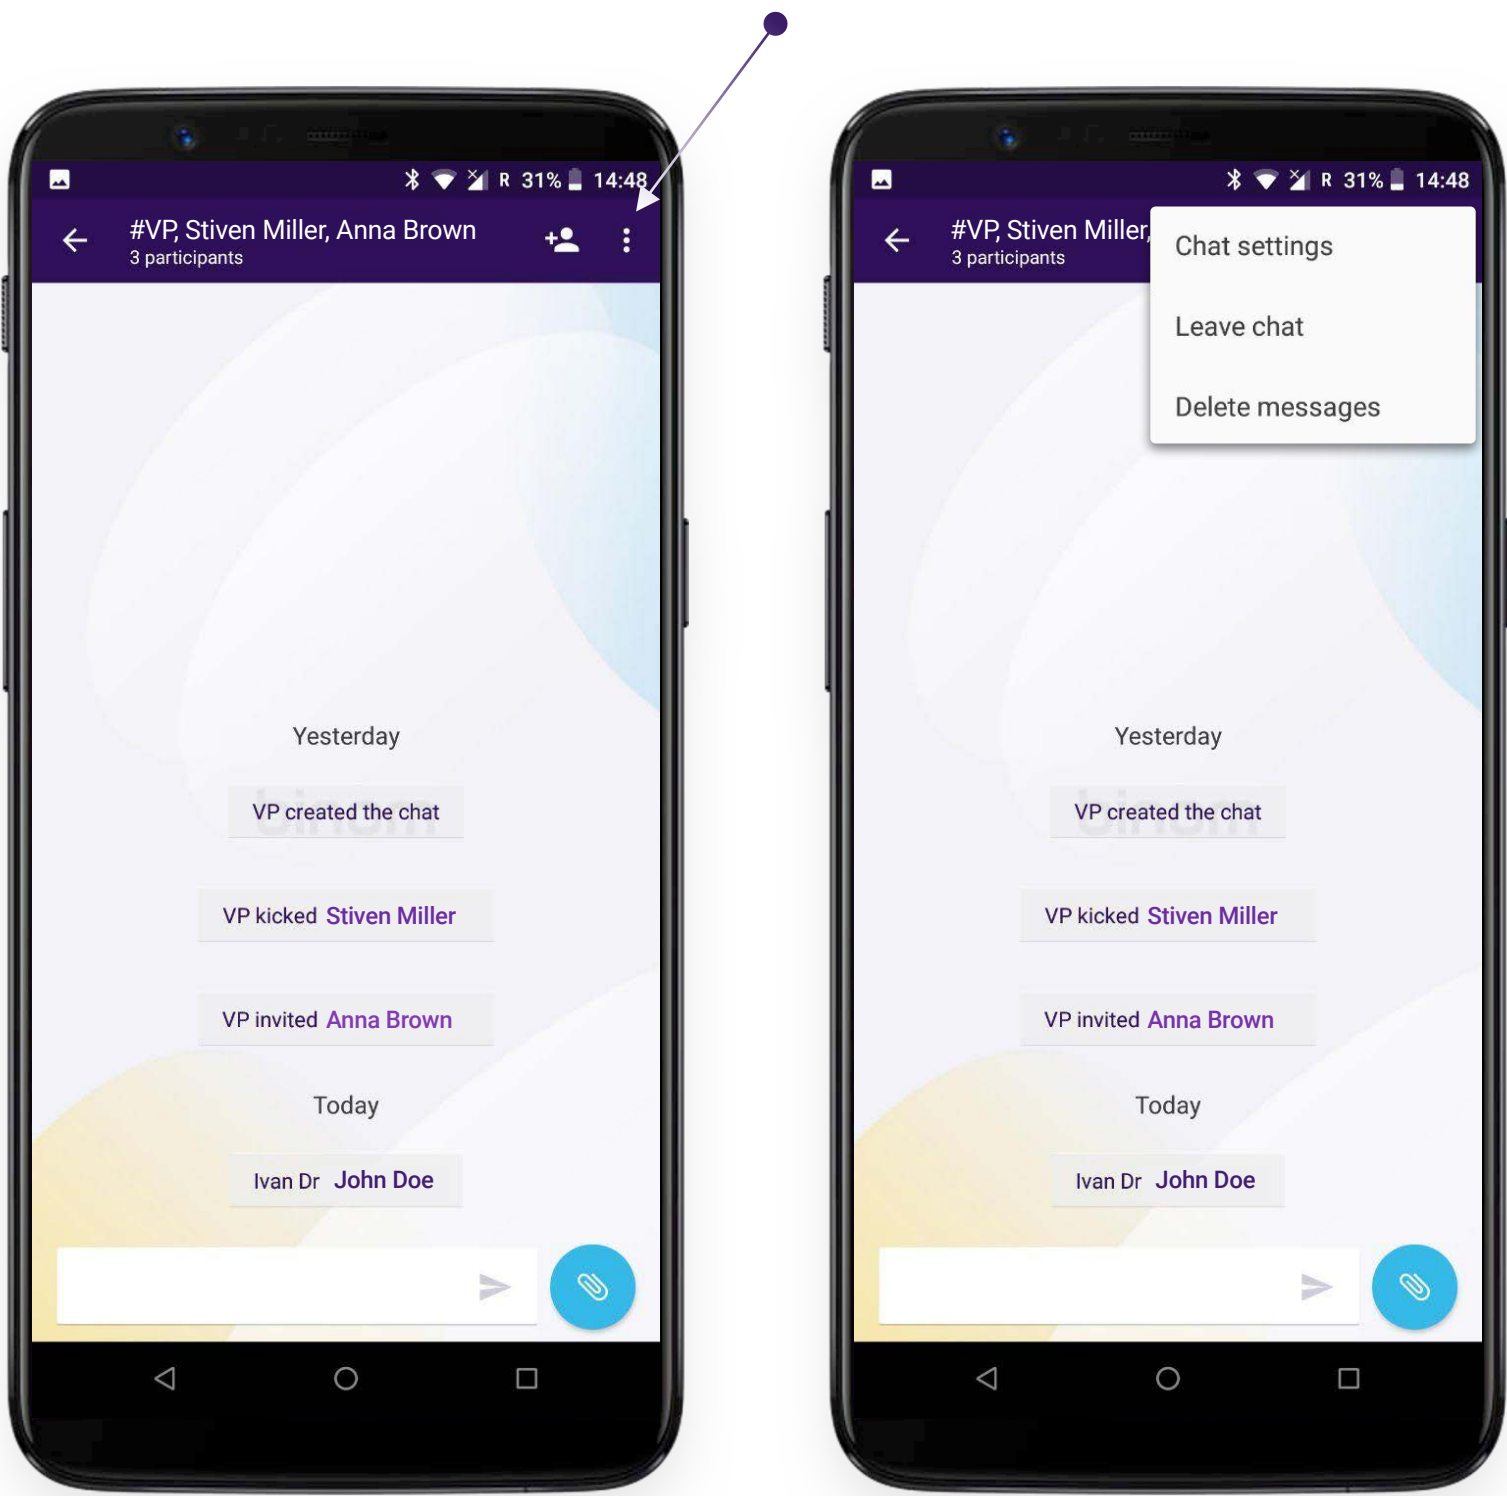 R 31% 14:48
#VP, Stiven Miller, Anna Brown
3 participants
Yesterday
binom
VP created the chat
VP kicked Stiven Miller
VP invited Anna Brown
Today
Ivan Dr John Doe
R 31% 14:48
#VP, Stiven Miller,
3 participants
Chat settings
Leave chat
Delete messages
Yesterday
binom
VP created the chat
VP kicked Stiven Miller
VP invited Anna Brown
Today
Ivan Dr John Doe